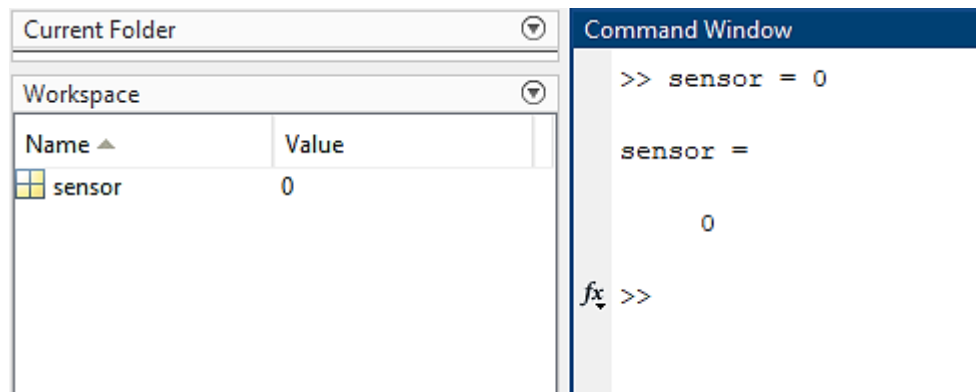 Current Folder
Workspace
Name Value
sensor 0
Command Window
>> sensor = 0
sensor =
0
fx >>